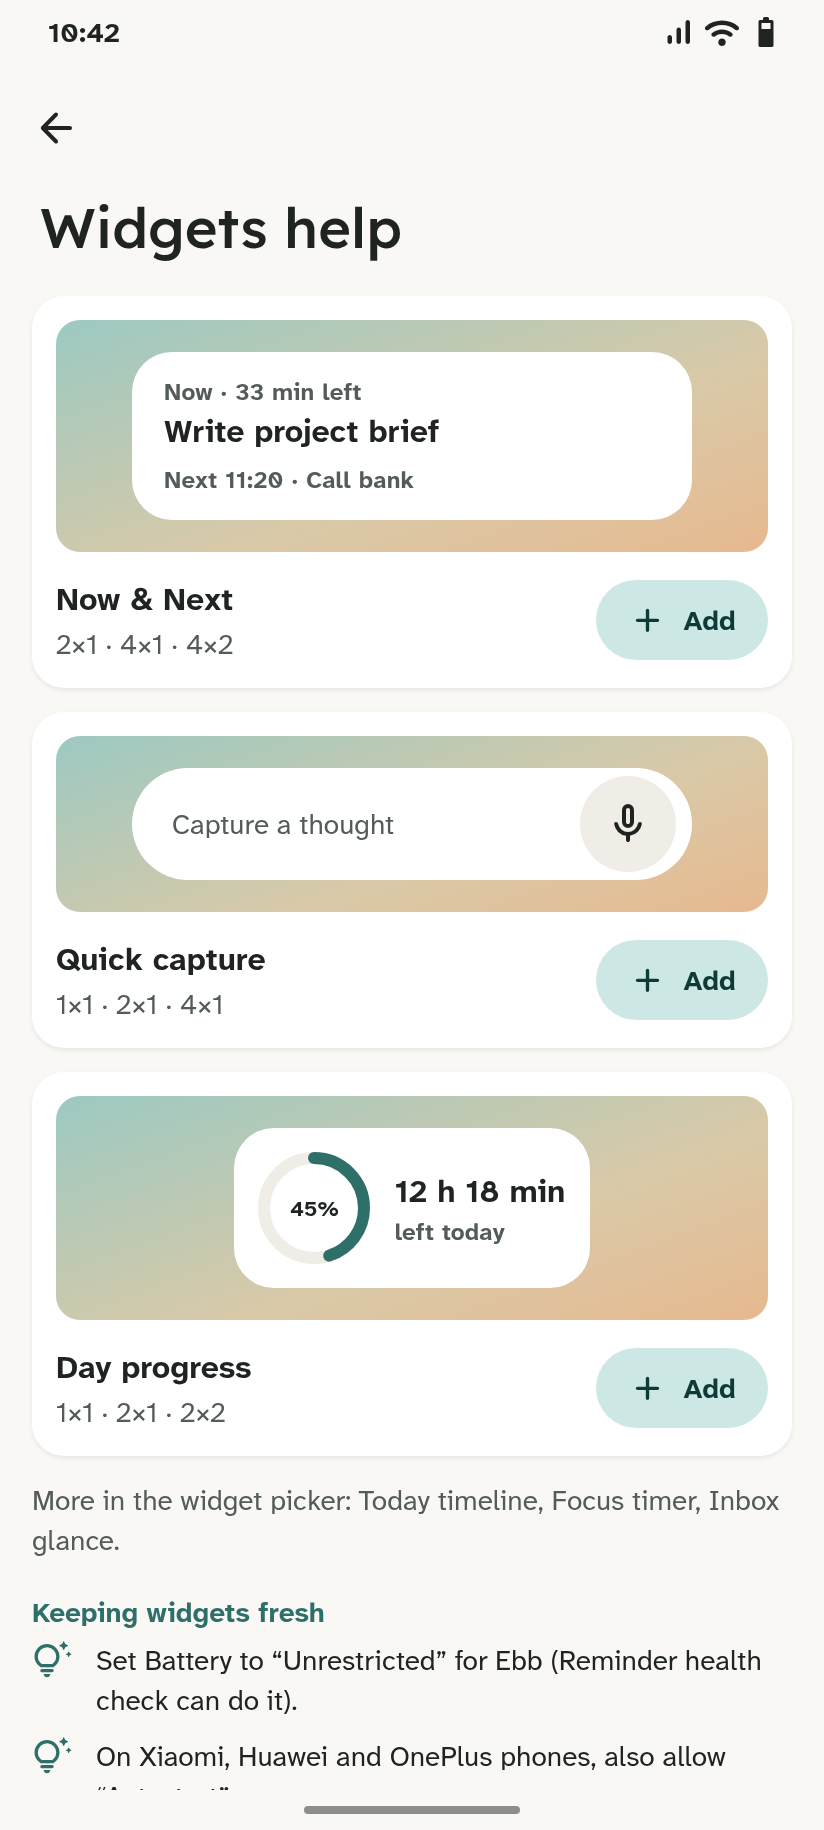 10:42
Widgets help
Now · 33 min left
Write project brief
Next 11:20 · Call bank
Now & Next
2×1 · 4×1 · 4×2
Add
Capture a thought
Quick capture
1×1 · 2×1 · 4×1
Add
45%
12 h 18 min
left today
Day progress
1×1 · 2×1 · 2×2
Add
More in the widget picker: Today timeline, Focus timer, Inbox
glance.
Keeping widgets fresh
Set Battery to “Unrestricted” for Ebb (Reminder health
check can do it).
On Xiaomi, Huawei and OnePlus phones, also allow